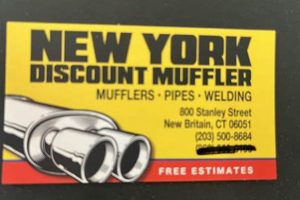 NEW YORK
DISCOUNT MUFFLER
MUFFLERS · PIPES · WELDING
800 Stanley Street
New Britain, CT 06051
(203) 500-8684
FREE ESTIMATES